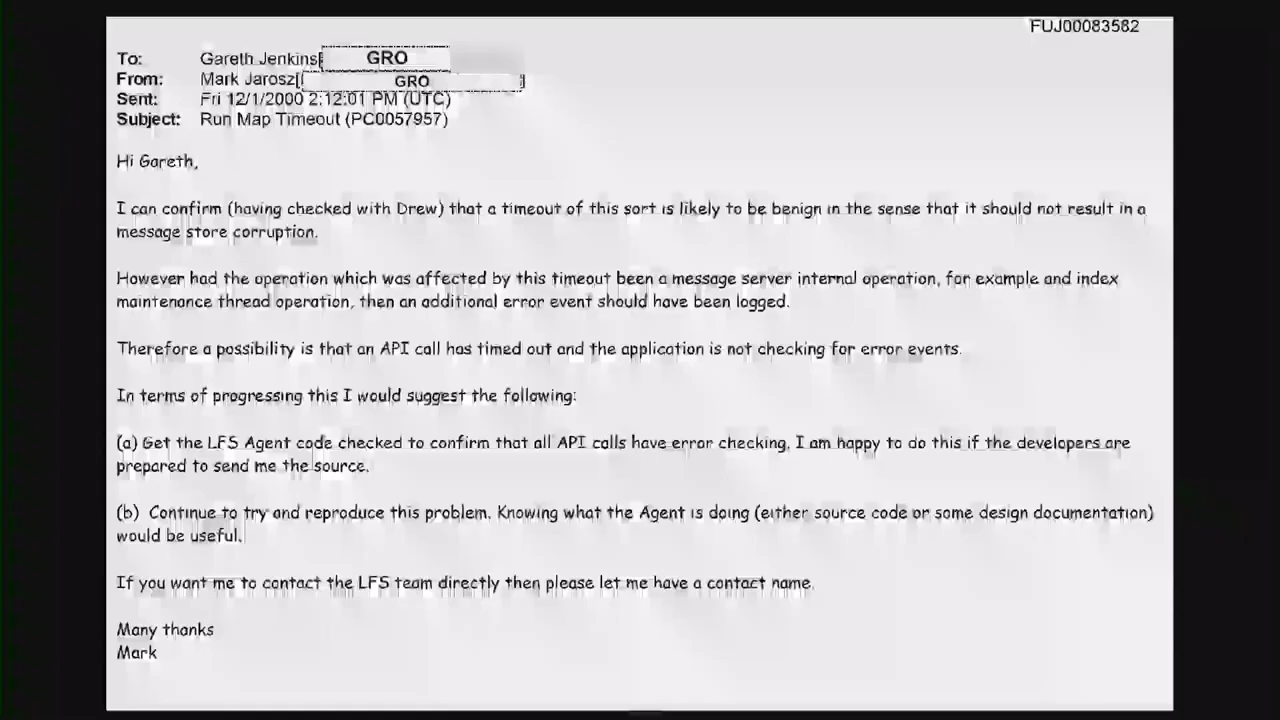 FUJ00083582
To: Gareth Jenkins[ GRO
From: Mark Jarosz[ GRO ]
Sent: Fri 12/1/2000 2:12:01 PM (UTC)
Subject: Run Map Timeout (PC0057957)
Hi Gareth,
I can confirm (having checked with Drew) that a timeout of this sort is likely to be benign in the sense that it should not result in a
message store corruption.
However had the operation which was affected by this timeout been a message server internal operation, for example and index
maintenance thread operation, then an additional error event should have been logged.
Therefore a possibility is that an API call has timed out and the application is not checking for error events.
In terms of progressing this I would suggest the following:
(a) Get the LFS Agent code checked to confirm that all API calls have error checking. I am happy to do this if the developers are
prepared to send me the source.
(b) Continue to try and reproduce this problem. Knowing what the Agent is doing (either source code or some design documentation)
would be useful.
If you want me to contact the LFS team directly then please let me have a contact name.
Many thanks
Mark